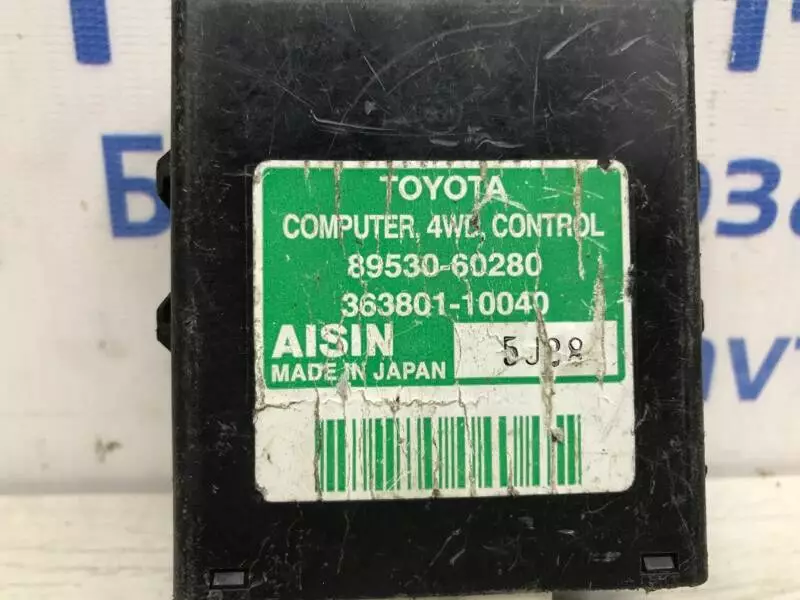 TOYOTA
COMPUTER, 4WD, CONTROL
89530-60280
363801-10040
AISIN
MADE IN JAPAN